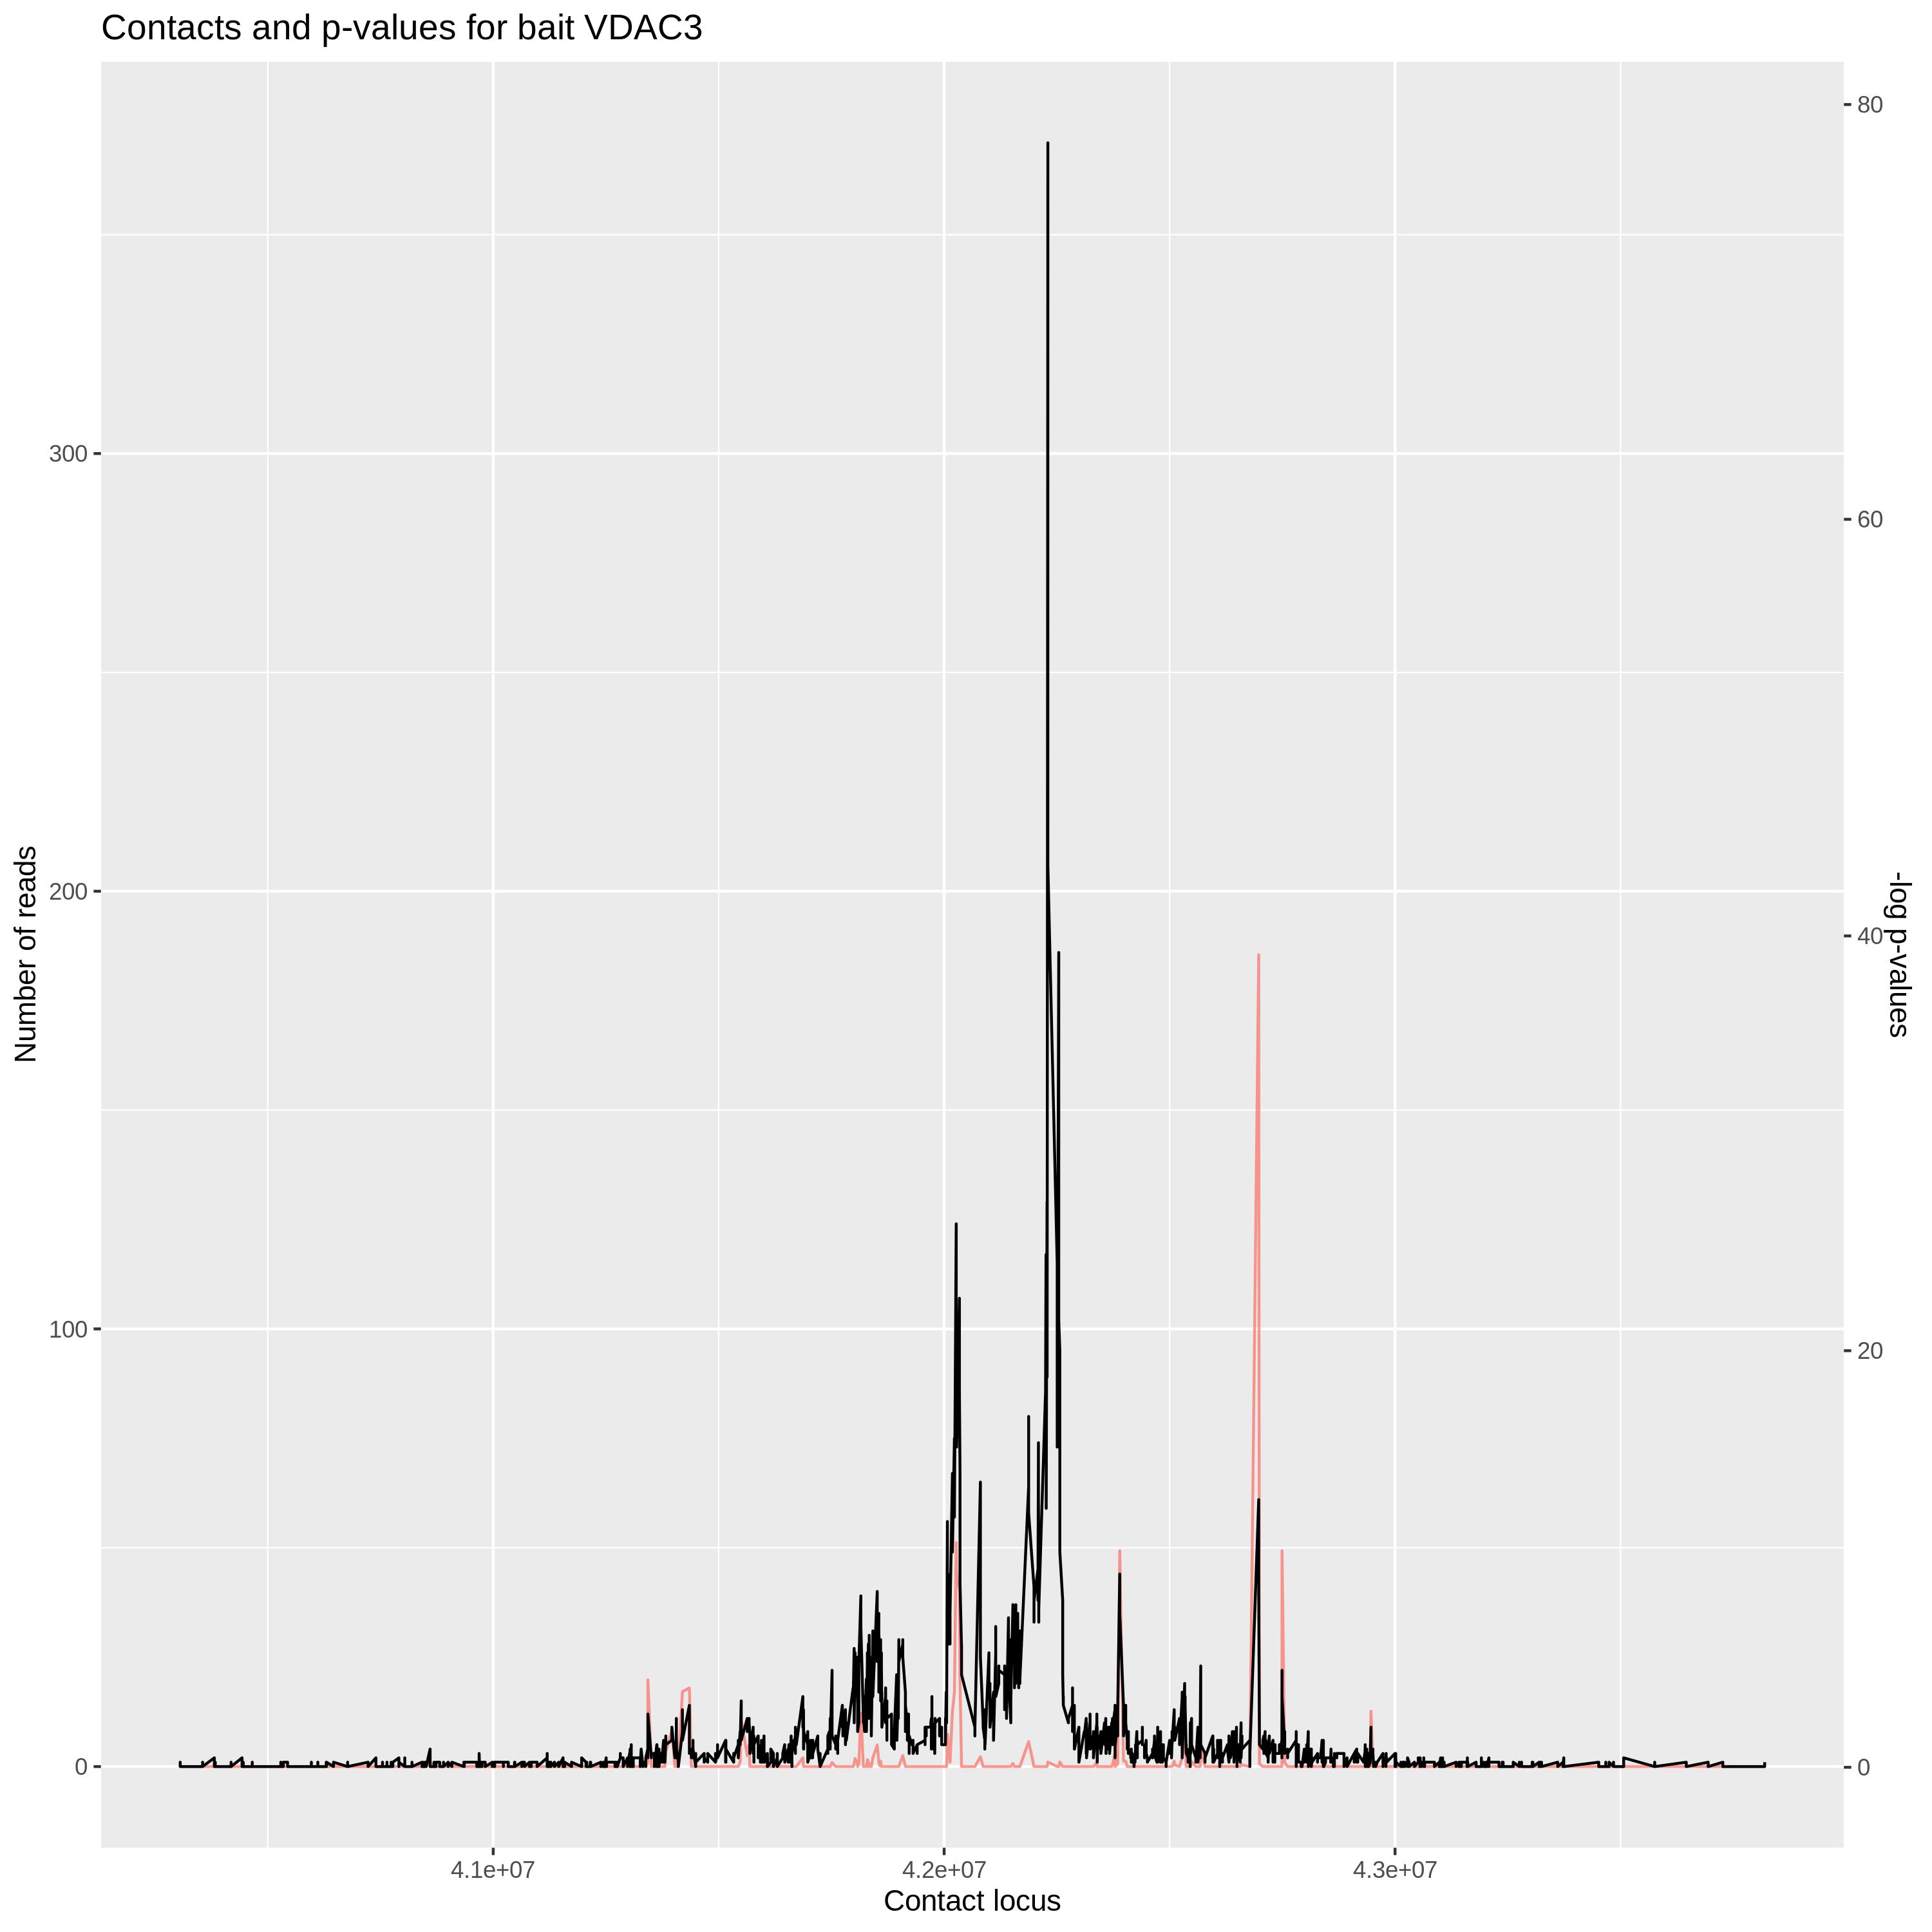 Contacts and p-values for bait VDAC3
Number of reads
300
200
100
0
80
60
40
20
0
-log p-values
4.1e+07
4.2e+07
4.3e+07
Contact locus